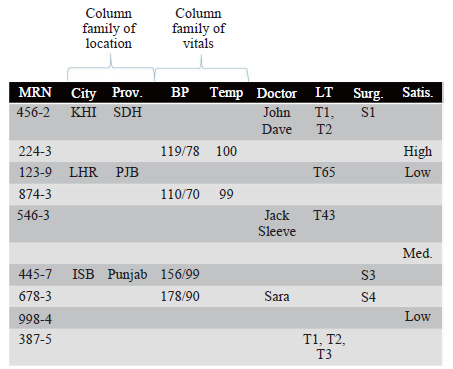 Column family of location
Column family of vitals
MRN City Prov. BP Temp Doctor LT Surg. Satis.
456-2 KHI SDH John Dave T1, T2 S1
224-3 119/78 100 High
123-9 LHR PJB T65 Low
874-3 110/70 99
546-3 Jack Sleeve T43
Med.
445-7 ISB Punjab 156/99 S3
678-3 178/90 Sara S4
998-4 Low
387-5 T1, T2, T3